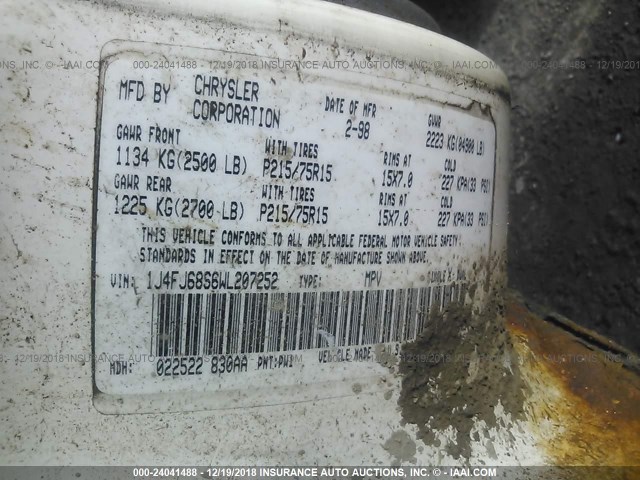 MFD BY CHRYSLER CORPORATION DATE OF MFR 2-98 GVWR 2223 KG(04900 LB)
GAWR FRONT WITH TIRES RIMS AT COLD
1134 KG(2500 LB) P215/75R15 15X7.0 227 KPA(33 PSI)
GAWR REAR WITH TIRES RIMS AT COLD
1225 KG(2700 LB) P215/75R15 15X7.0 227 KPA(33 PSI)
THIS VEHICLE CONFORMS TO ALL APPLICABLE FEDERAL MOTOR VEHICLE SAFETY
STANDARDS IN EFFECT ON THE DATE OF MANUFACTURE SHOWN ABOVE.
VIN: 1J4FJ68S6WL207252 TYPE: MPV
MDH: 022522 830AA PNT:PW1 VEHICLE MADE
000-24041488 - 12/19/2018 INSURANCE AUTO AUCTIONS, INC. - © IAAI.COM